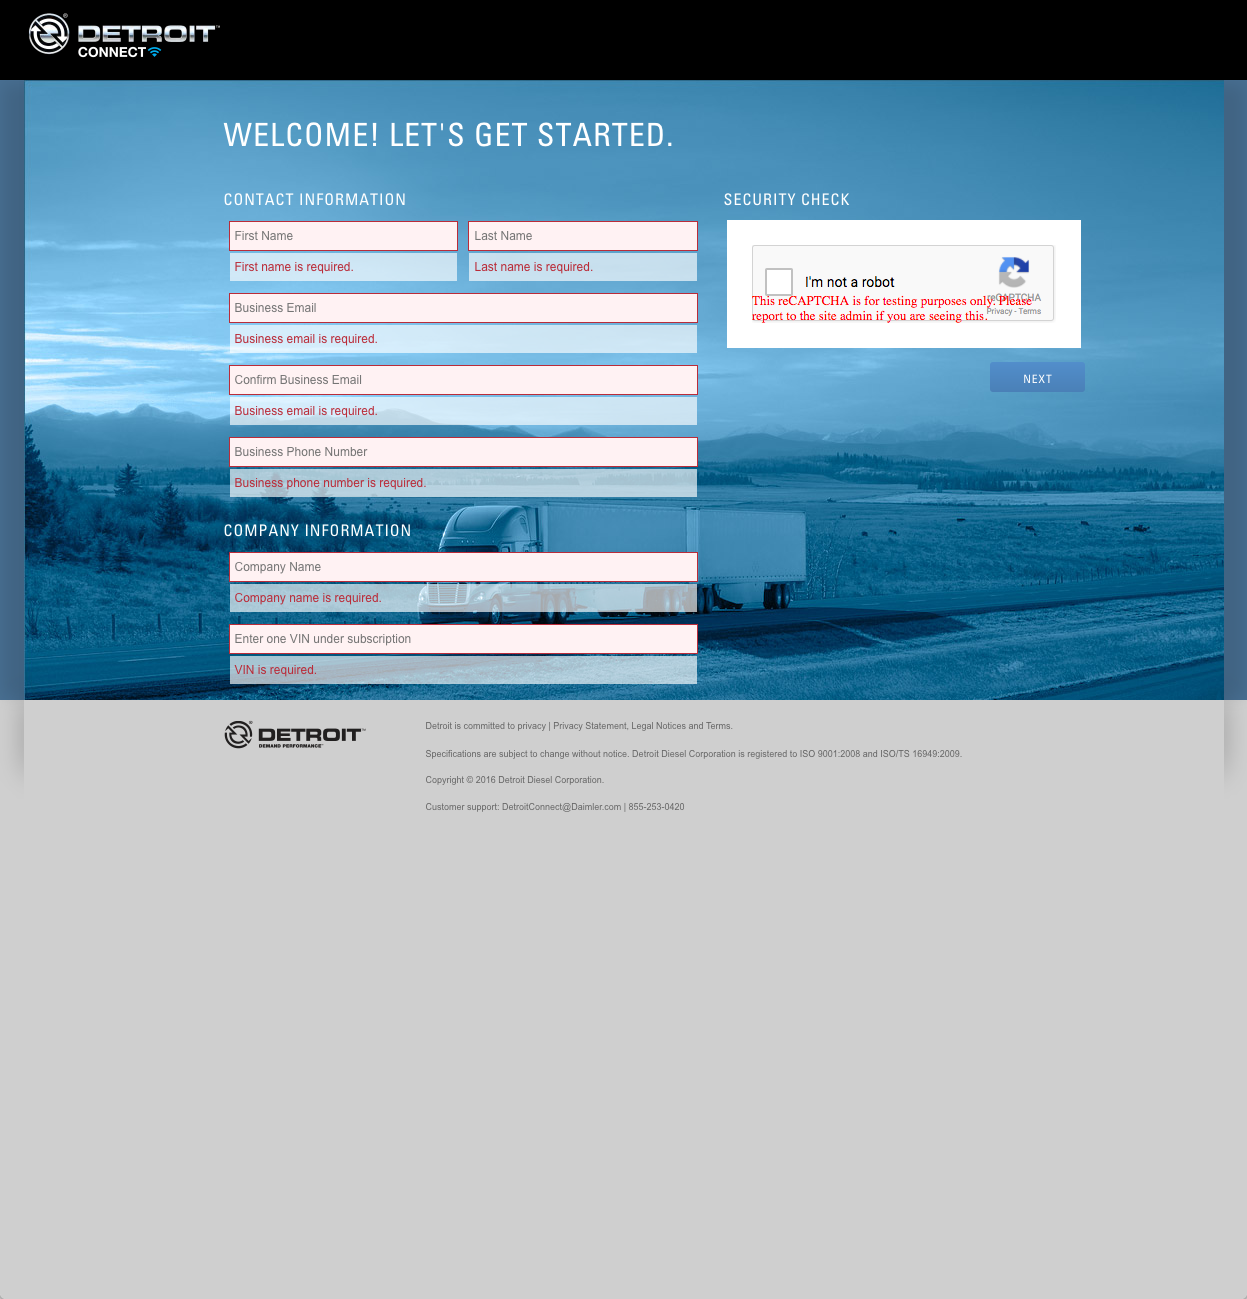 DETROIT
CONNECT
WELCOME! LET'S GET STARTED.
CONTACT INFORMATION
First Name
Last Name
First name is required.
Last name is required.
Business Email
Business email is required.
Confirm Business Email
Business email is required.
Business Phone Number
Business phone number is required.
COMPANY INFORMATION
Company Name
Company name is required.
Enter one VIN under subscription
VIN is required.
SECURITY CHECK
I'm not a robot
reCAPTCHA
This reCAPTCHA is for testing purposes only. Please
report to the site admin if you are seeing this.
Privacy - Terms
NEXT
DETROIT
DEMAND PERFORMANCE
Detroit is committed to privacy | Privacy Statement, Legal Notices and Terms.
Specifications are subject to change without notice. Detroit Diesel Corporation is registered to ISO 9001:2008 and ISO/TS 16949:2009.
Copyright © 2016 Detroit Diesel Corporation.
Customer support: DetroitConnect@Daimler.com | 855-253-0420